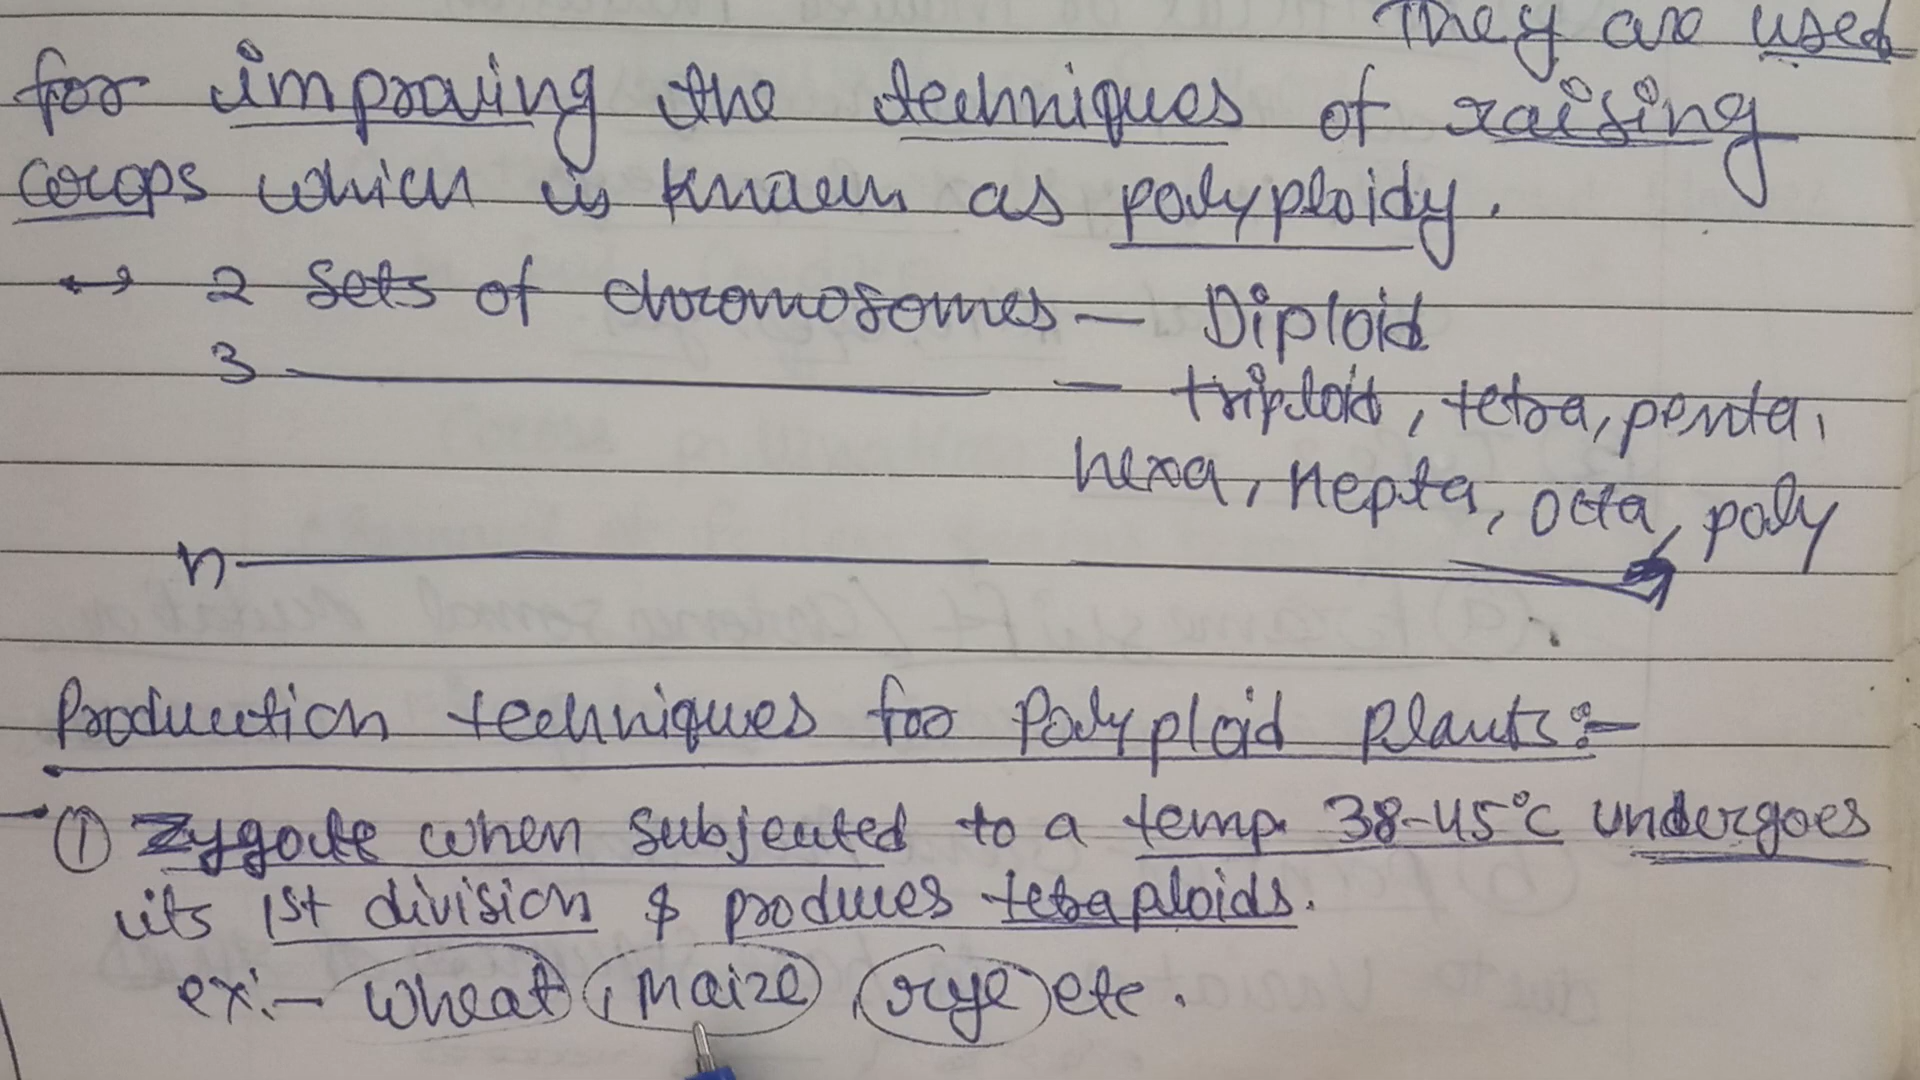 They are used
for improving the techniques of raising
crops which is known as polyploidy.
→ 2 Sets of chromosomes — Diploid
3 ——— — triploid, tetra, penta,
hexa, hepta, octa, poly
n ———
Production techniques for Polyploid Plants:-
① Zygote when subjected to a temp. 38-45°C undergoes
its 1st division & produces tetraploids.
ex:- wheat, maize, rye etc.